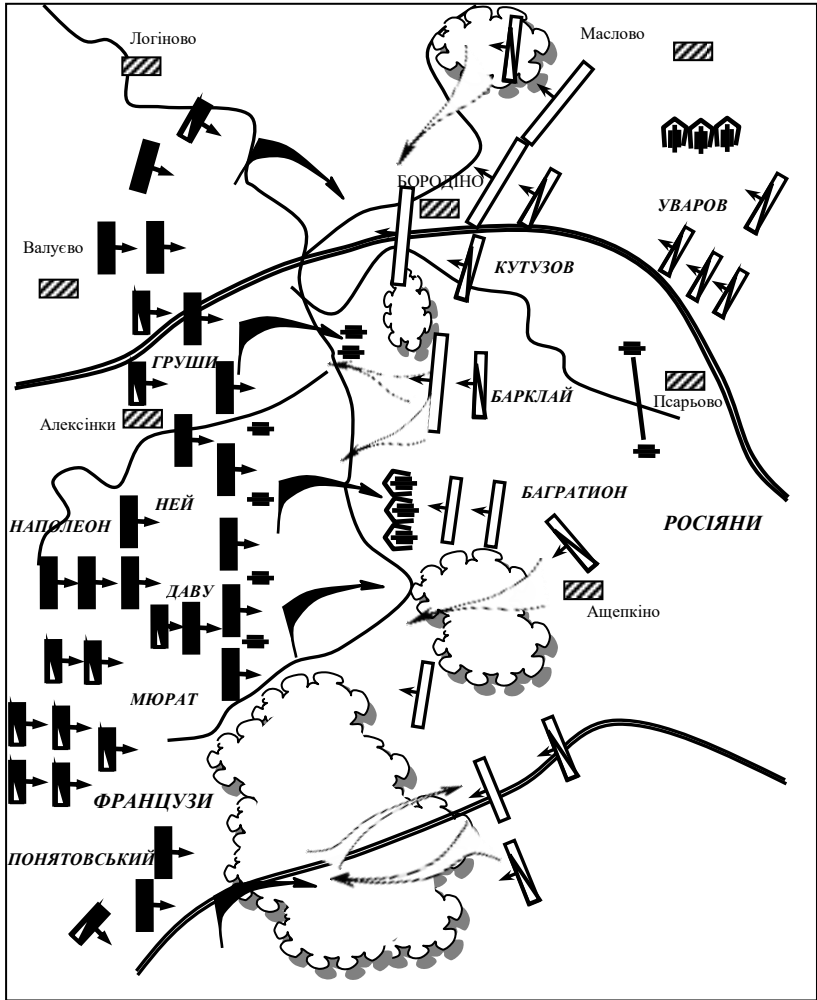 Логіново
Маслово
БОРОДІНО
УВАРОВ
Валуєво
КУТУЗОВ
ГРУШИ
БАРКЛАЙ
Псарьово
Алексінки
БАГРАТИОН
НЕЙ
НАПОЛЕОН
РОСІЯНИ
ДАВУ
Ащепкіно
МЮРАТ
ФРАНЦУЗИ
ПОНЯТОВСЬКИЙ